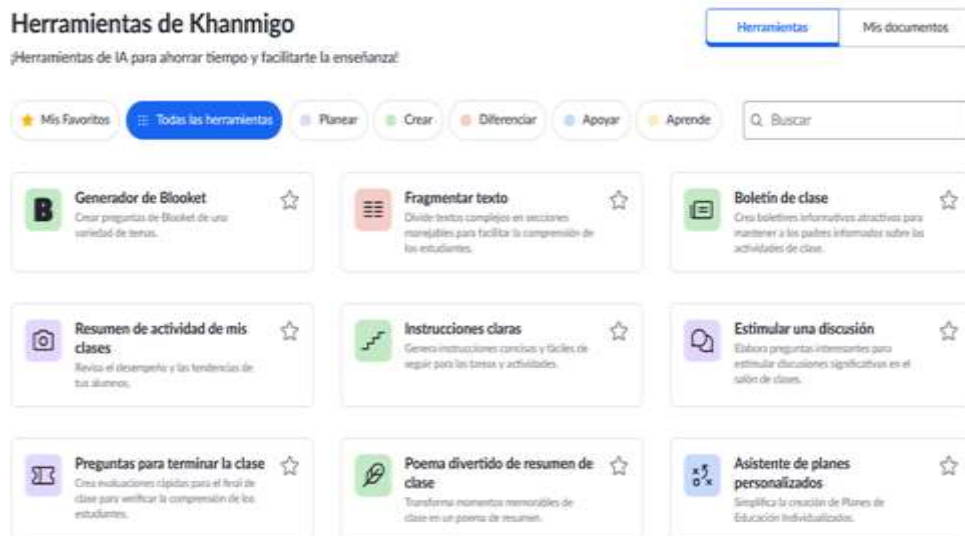 Herramientas de Khanmigo
¡Herramientas de IA para ahorrar tiempo y facilitarte la enseñanza!
Herramientas
Mis documentos
Mis Favoritos
Todas las herramientas
Planear
Crear
Diferenciar
Apoyar
Aprende
Buscar
B
Generador de Blooket
Crear preguntas de Blooket de una
variedad de temas.
Fragmentar texto
Divide textos complejos en secciones
manejables para facilitar la comprensión de
los estudiantes.
Boletín de clase
Crea boletines informativos atractivos para
mantener a los padres informados sobre las
actividades de clase.
Resumen de actividad de mis
clases
Revisa el desempeño y las tendencias de
tus alumnos.
Instrucciones claras
Genera instrucciones concisas y fáciles de
seguir para las tareas y actividades.
Estimular una discusión
Elabora preguntas interesantes para
estimular discusiones significativas en el
salón de clases.
Preguntas para terminar la clase
Crea evaluaciones rápidas para el final de
clase para verificar la comprensión de los
estudiantes.
Poema divertido de resumen de
clase
Transforma momentos memorables de
clase en un poema de resumen.
Asistente de planes
personalizados
Simplifica la creación de Planes de
Educación Individualizados.